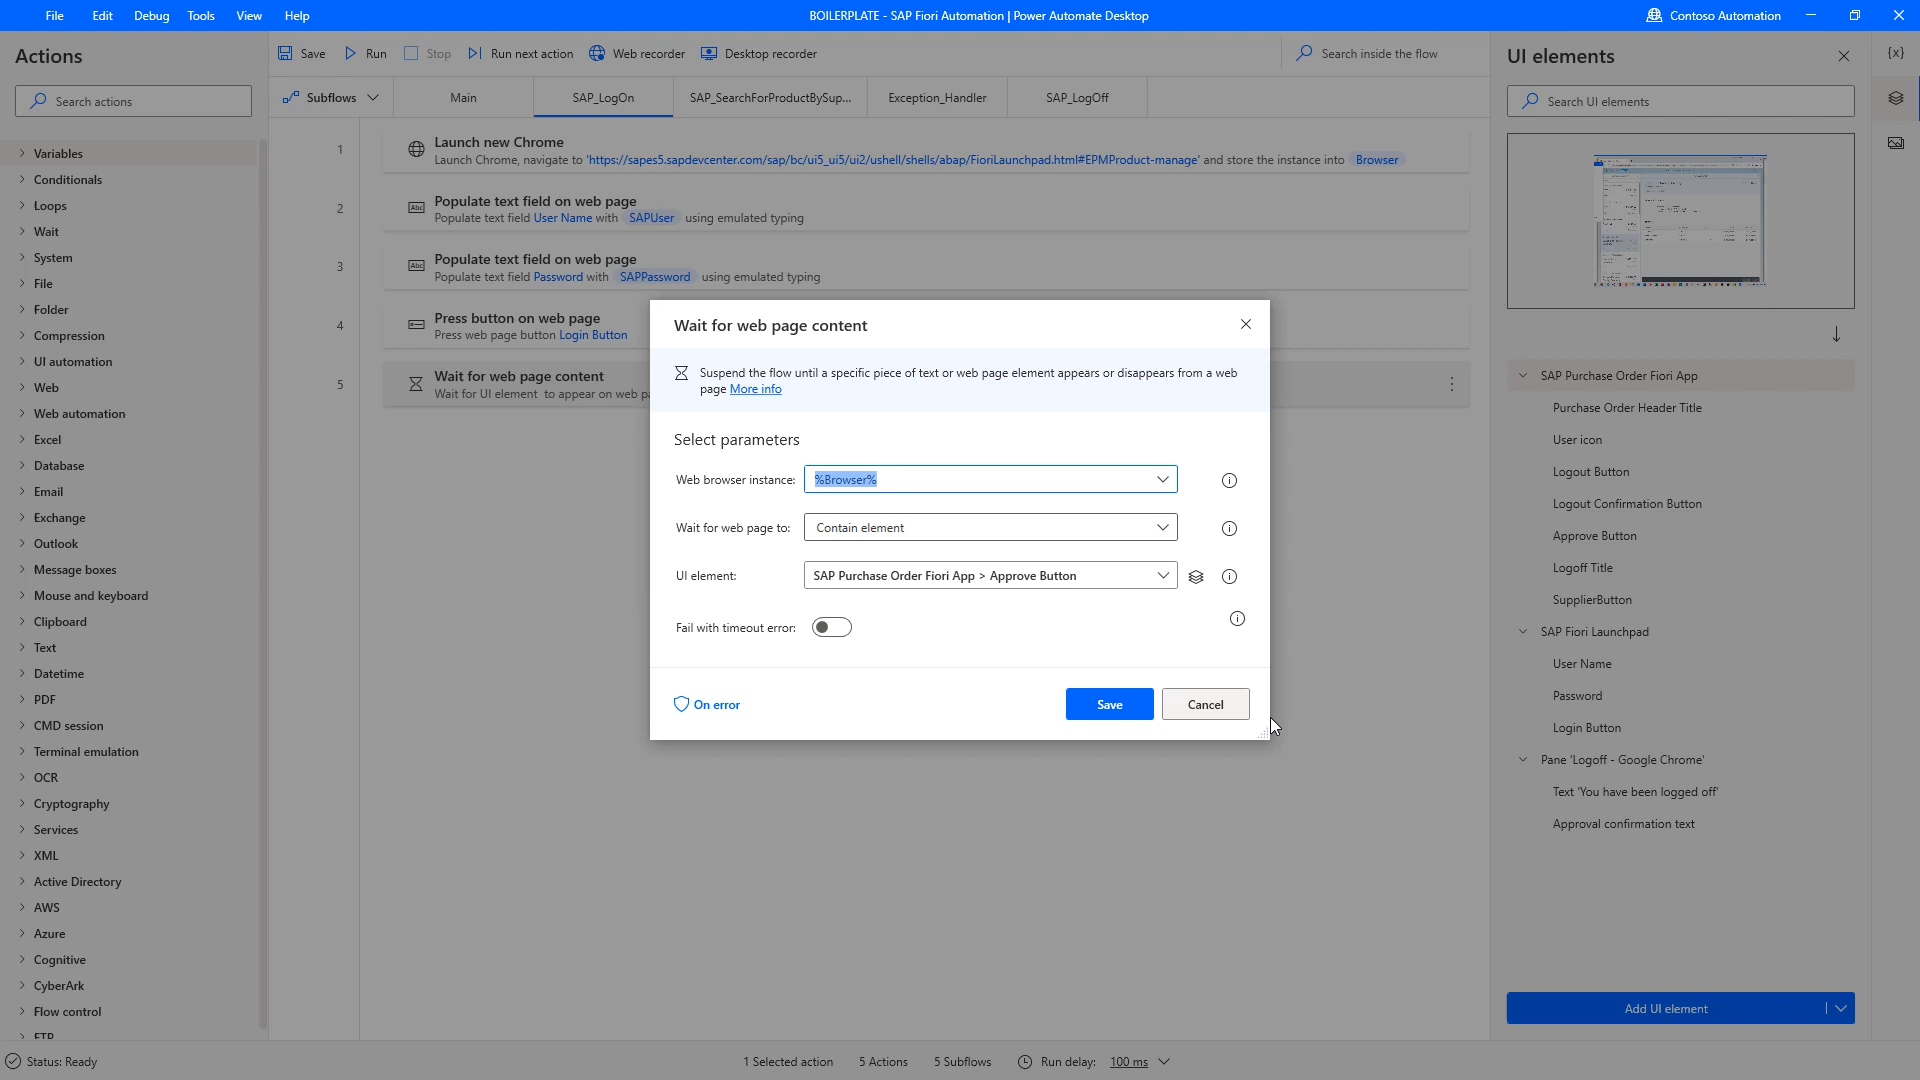 File Edit Debug Tools View Help
BOILERPLATE - SAP Fiori Automation | Power Automate Desktop
Contoso Automation
Actions
Search actions
Variables
Conditionals
Loops
Wait
System
File
Folder
Compression
UI automation
Web
Web automation
Excel
Database
Email
Exchange
Outlook
Message boxes
Mouse and keyboard
Clipboard
Text
Datetime
PDF
CMD session
Terminal emulation
OCR
Cryptography
Services
XML
Active Directory
AWS
Azure
Cognitive
CyberArk
Flow control
FTP
Save Run Stop Run next action Web recorder Desktop recorder
Search inside the flow
Subflows Main SAP_LogOn SAP_SearchForProductBySup... Exception_Handler SAP_LogOff
1
Launch new Chrome
Launch Chrome, navigate to 'https://sapes5.sapdevcenter.com/sap/bc/ui5_ui5/ui2/ushell/shells/abap/FioriLaunchpad.html#EPMProduct-manage' and store the instance into Browser
2
Populate text field on web page
Populate text field User Name with SAPUser using emulated typing
3
Populate text field on web page
Populate text field Password with SAPPassword using emulated typing
4
Press button on web page
Press web page button Login Button
5
Wait for web page content
Wait for UI element to appear on web
Wait for web page content
Suspend the flow until a specific piece of text or web page element appears or disappears from a web
page More info
Select parameters
Web browser instance: %Browser%
Wait for web page to: Contain element
UI element: SAP Purchase Order Fiori App > Approve Button
Fail with timeout error:
On error
Save
Cancel
UI elements
Search UI elements
{x}
SAP Purchase Order Fiori App
Purchase Order Header Title
User icon
Logout Button
Logout Confirmation Button
Approve Button
Logoff Title
SupplierButton
SAP Fiori Launchpad
User Name
Password
Login Button
Pane 'Logoff - Google Chrome'
Text 'You have been logged off'
Approval confirmation text
Add UI element
Status: Ready
1 Selected action 5 Actions 5 Subflows Run delay: 100 ms